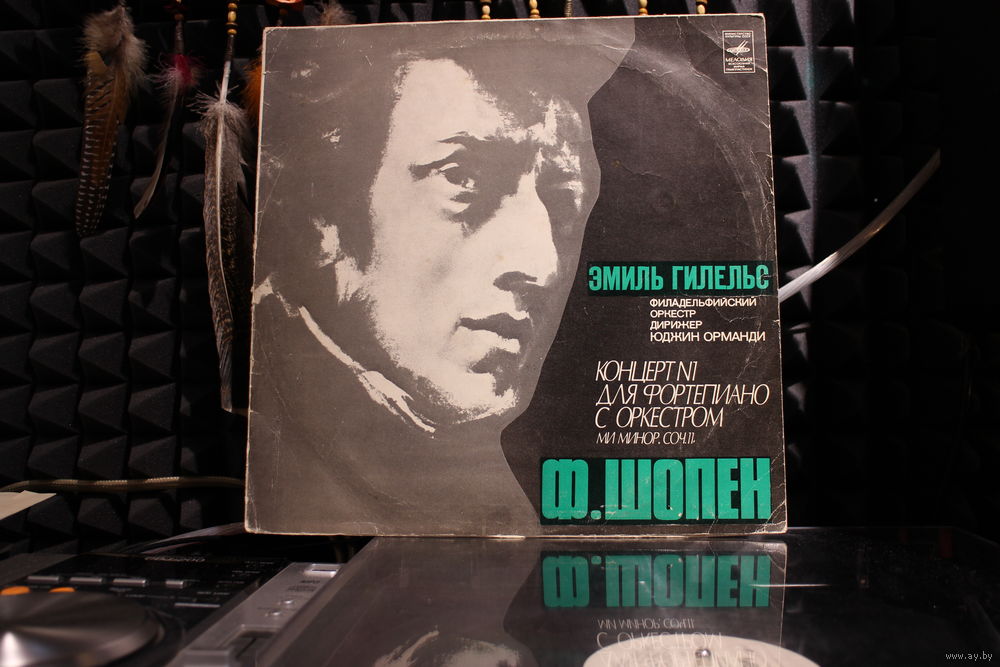 МЕЛОДИЯ
ЭМИЛЬ ГИЛЕЛЬС
ФИЛАДЕЛЬФИЙСКИЙ
ОРКЕСТР
ДИРИЖЕР
ЮДЖИН ОРМАНДИ
КОНЦЕРТ N1
ДЛЯ ФОРТЕПИАНО
С ОРКЕСТРОМ
МИ МИНОР, СОЧ.11.
Ф. ШОПЕН
www.ay.by